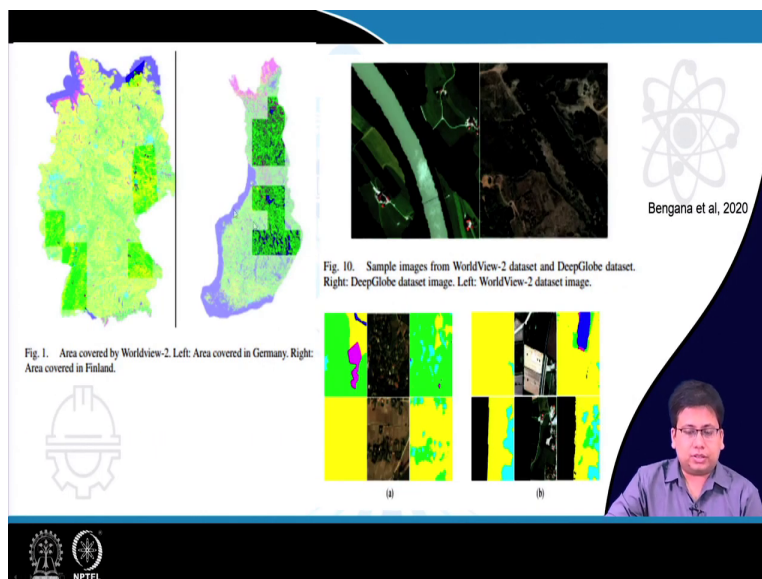 Fig. 1. Area covered by Worldview-2. Left: Area covered in Germany. Right:
Area covered in Finland.
Bengana et al, 2020
Fig. 10. Sample images from WorldView-2 dataset and DeepGlobe dataset.
Right: DeepGlobe dataset image. Left: WorldView-2 dataset image.
(a) (b)
NPTEL